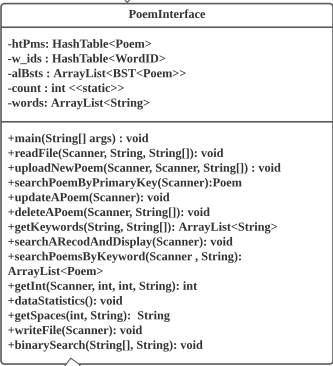 PoemInterface
-htPms: HashTable<Poem>
-w_ids : HashTable<WordID>
-alBsts : ArrayList<BST<Poem>>
-count : int <<static>>
-words: ArrayList<String>
+main(String[] args) : void
+readFile(Scanner, String, String[]): void
+uploadNewPoem(Scanner, Scanner, String[]) : void
+searchPoemByPrimaryKey(Scanner):Poem
+updateAPoem(Scanner): void
+deleteAPoem(Scanner, String[]): void
+getKeywords(String, String[]): ArrayList<String>
+searchARecodAndDisplay(Scanner): void
+searchPoemsByKeyword(Scanner , String):
ArrayList<Poem>
+getInt(Scanner, int, int, String): int
+dataStatistics(): void
+getSpaces(int, String): String
+writeFile(Scanner): void
+binarySearch(String[], String): void